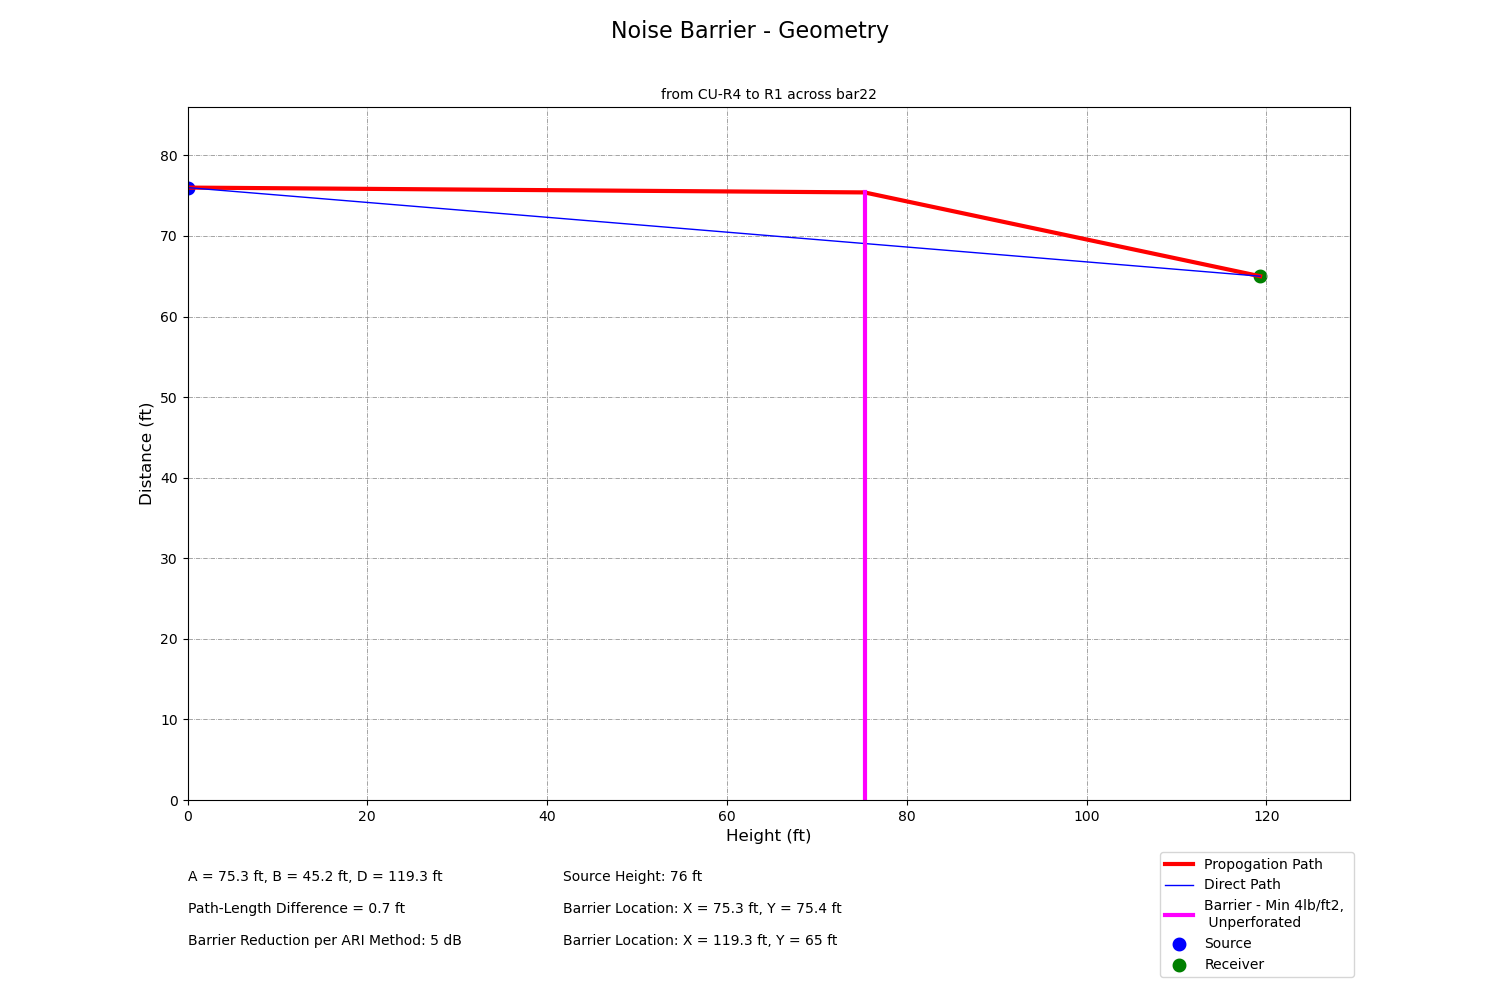 Noise Barrier - Geometry
from CU-R4 to R1 across bar22
80
70
60
50
40
30
20
10
0
Distance (ft)
0 20 40 60 80 100 120
Height (ft)
A = 75.3 ft, B = 45.2 ft, D = 119.3 ft
Path-Length Difference = 0.7 ft
Barrier Reduction per ARI Method: 5 dB
Source Height: 76 ft
Barrier Location: X = 75.3 ft, Y = 75.4 ft
Barrier Location: X = 119.3 ft, Y = 65 ft
Propogation Path
Direct Path
Barrier - Min 4lb/ft2,
Unperforated
Source
Receiver